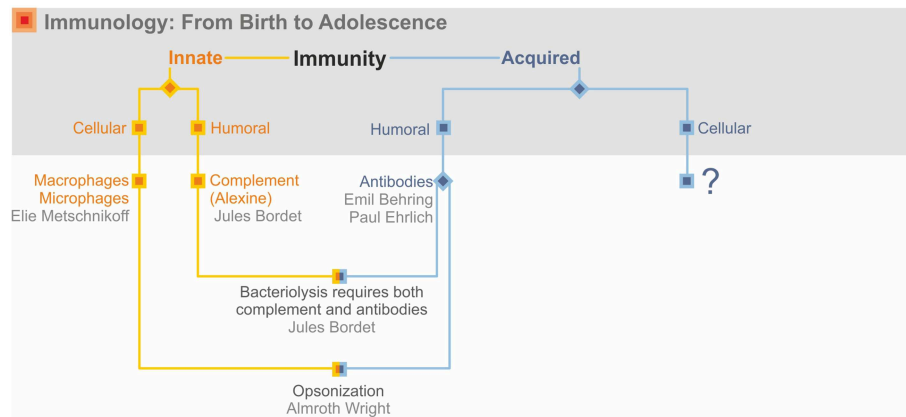 Immunology: From Birth to Adolescence
Innate Immunity Acquired
Cellular Humoral Humoral Cellular
Macrophages
Microphages
Elie Metschnikoff
Complement
(Alexine)
Jules Bordet
Antibodies
Emil Behring
Paul Ehrlich
?
Bacteriolysis requires both
complement and antibodies
Jules Bordet
Opsonization
Almroth Wright